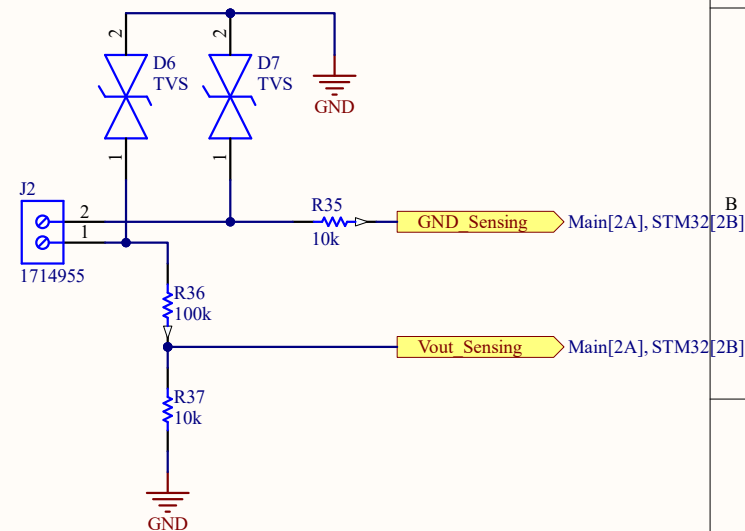 2
2
D6
TVS
D7
TVS
GND
1
1
J2
2
1
1714955
R35
10k
GND_Sensing
Main[2A], STM32[2B]
B
R36
100k
Vout_Sensing
Main[2A], STM32[2B]
R37
10k
GND